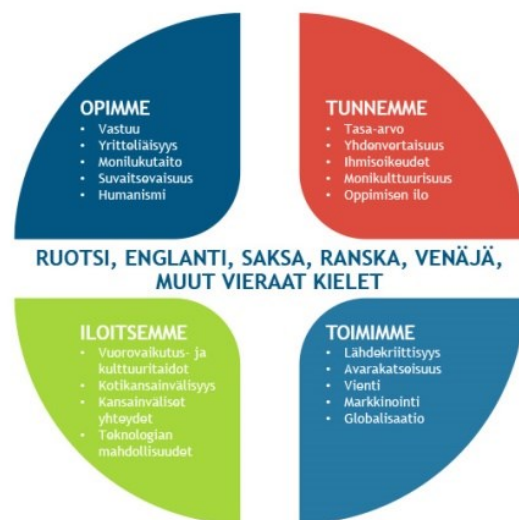 OPIMME
• Vastuu
• Yritteliäisyys
• Monilukutaito
• Suvaitsevaisuus
• Humanismi
TUNNEMME
• Tasa-arvo
• Yhdenvertaisuus
• Ihmisoikeudet
• Monikulttuurisuus
• Oppimisen ilo
RUOTSI, ENGLANTI, SAKSA, RANSKA, VENÄJÄ,
MUUT VIERAAT KIELET
ILOITSEMME
• Vuorovaikutus- ja
kulttuuritaidot
• Kotikansainvälisyys
• Kansainväliset
yhteydet
• Teknologian
mahdollisuudet
TOIMIMME
• Lähdekriittisyys
• Avarakatseisuus
• Vienti
• Markkinointi
• Globalisaatio